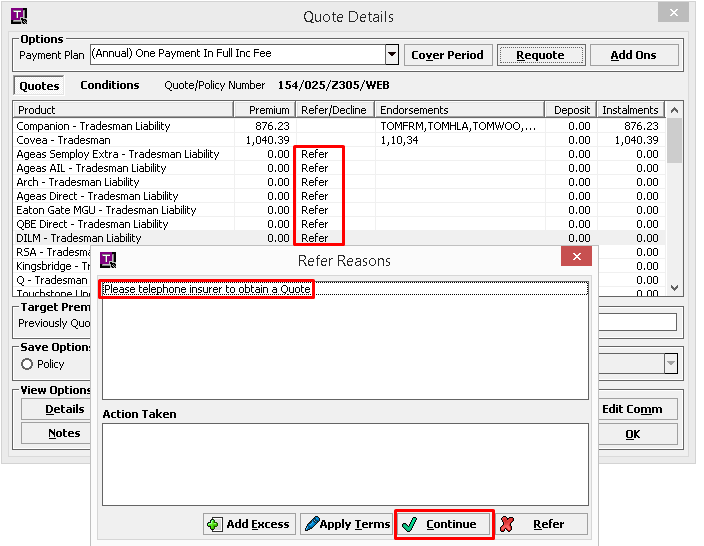 Quote Details
Options
Payment Plan (Annual) One Payment In Full Inc Fee Cover Period Requote Add Ons
Quotes Conditions Quote/Policy Number 154/025/Z305/WEB
Product Premium Refer/Decline Endorsements Deposit Instalments
Companion - Tradesman Liability 876.23 TOMFRM,TOMHLA,TOMWOO,... 0.00 876.23
Covea - Tradesman 1,040.39 1,10,34 0.00 1,040.39
Ageas Semploy Extra - Tradesman Liability 0.00 Refer 0.00 0.00
Ageas AIL - Tradesman Liability 0.00 Refer 0.00 0.00
Arch - Tradesman Liability 0.00 Refer 0.00 0.00
Ageas Direct - Tradesman Liability 0.00 Refer 0.00 0.00
Eaton Gate MGU - Tradesman Liability 0.00 Refer 0.00 0.00
QBE Direct - Tradesman Liability 0.00 Refer 0.00 0.00
DILM - Tradesman Liability 0.00 Refer 0.00 0.00
RSA - Tradesma 0.00
Kingsbridge - T 0.00
Q - Tradesman 0.00
Touchstone Un 0.00
Refer Reasons
Please telephone insurer to obtain a Quote
Target Prem
Previously Quo
Save Options
Policy
View Options
Details Edit Comm
Action Taken
Notes OK
Add Excess Apply Terms Continue Refer